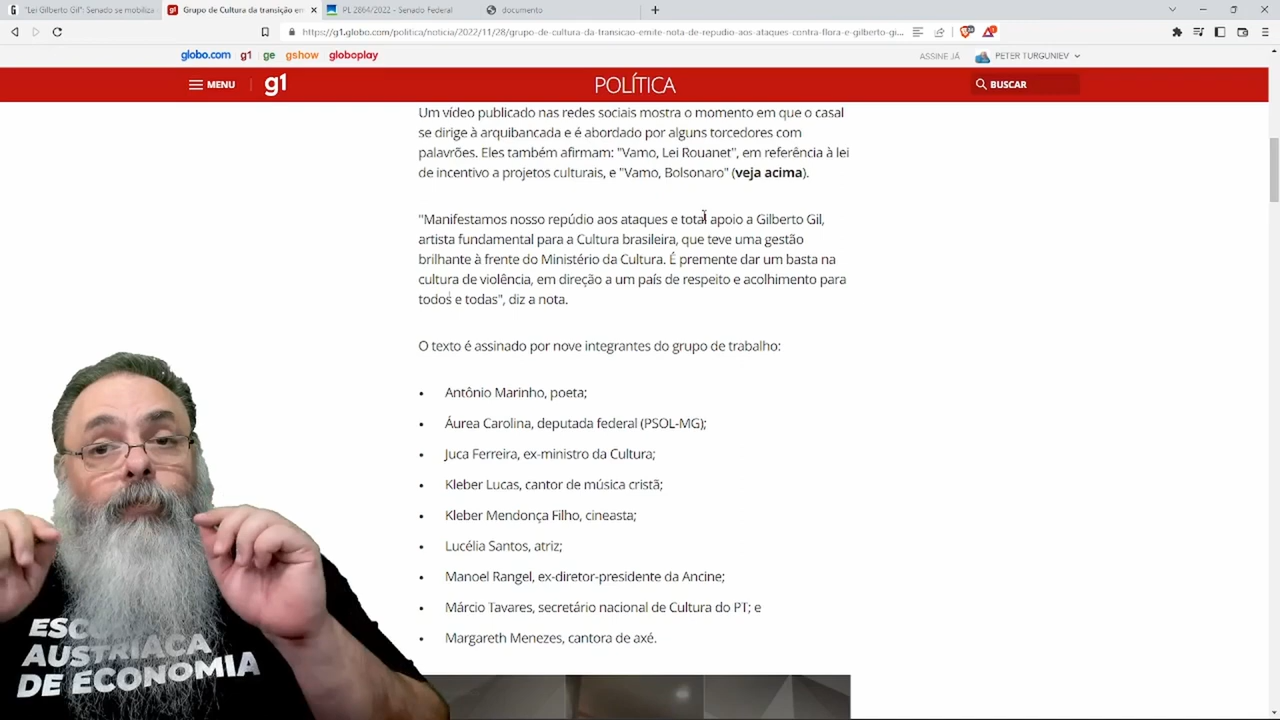 "Lei Gilberto Gil": Senado se mobiliza
Grupo de Cultura da transição em
PL 2864/2022 - Senado Federal
documento
https://g1.globo.com/politica/noticia/2022/11/28/grupo-de-cultura-da-transicao-emite-nota-de-repudio-aos-ataques-contra-flora-e-gilberto-gi...
globo.com g1 ge gshow globoplay
ASSINE JÁ
PETER TURGUNIEV
MENU
g1
POLÍTICA
BUSCAR
Um vídeo publicado nas redes sociais mostra o momento em que o casal
se dirige à arquibancada e é abordado por alguns torcedores com
palavrões. Eles também afirmam: "Vamo, Lei Rouanet", em referência à lei
de incentivo a projetos culturais, e "Vamo, Bolsonaro" (veja acima).
"Manifestamos nosso repúdio aos ataques e total apoio a Gilberto Gil,
artista fundamental para a Cultura brasileira, que teve uma gestão
brilhante à frente do Ministério da Cultura. É premente dar um basta na
cultura de violência, em direção a um país de respeito e acolhimento para
todos e todas", diz a nota.
O texto é assinado por nove integrantes do grupo de trabalho:
• Antônio Marinho, poeta;
• Áurea Carolina, deputada federal (PSOL-MG);
• Juca Ferreira, ex-ministro da Cultura;
• Kleber Lucas, cantor de música cristã;
• Kleber Mendonça Filho, cineasta;
• Lucélia Santos, atriz;
• Manoel Rangel, ex-diretor-presidente da Ancine;
• Márcio Tavares, secretário nacional de Cultura do PT; e
• Margareth Menezes, cantora de axé.
AUSTRIACA
DE ECONOMIA